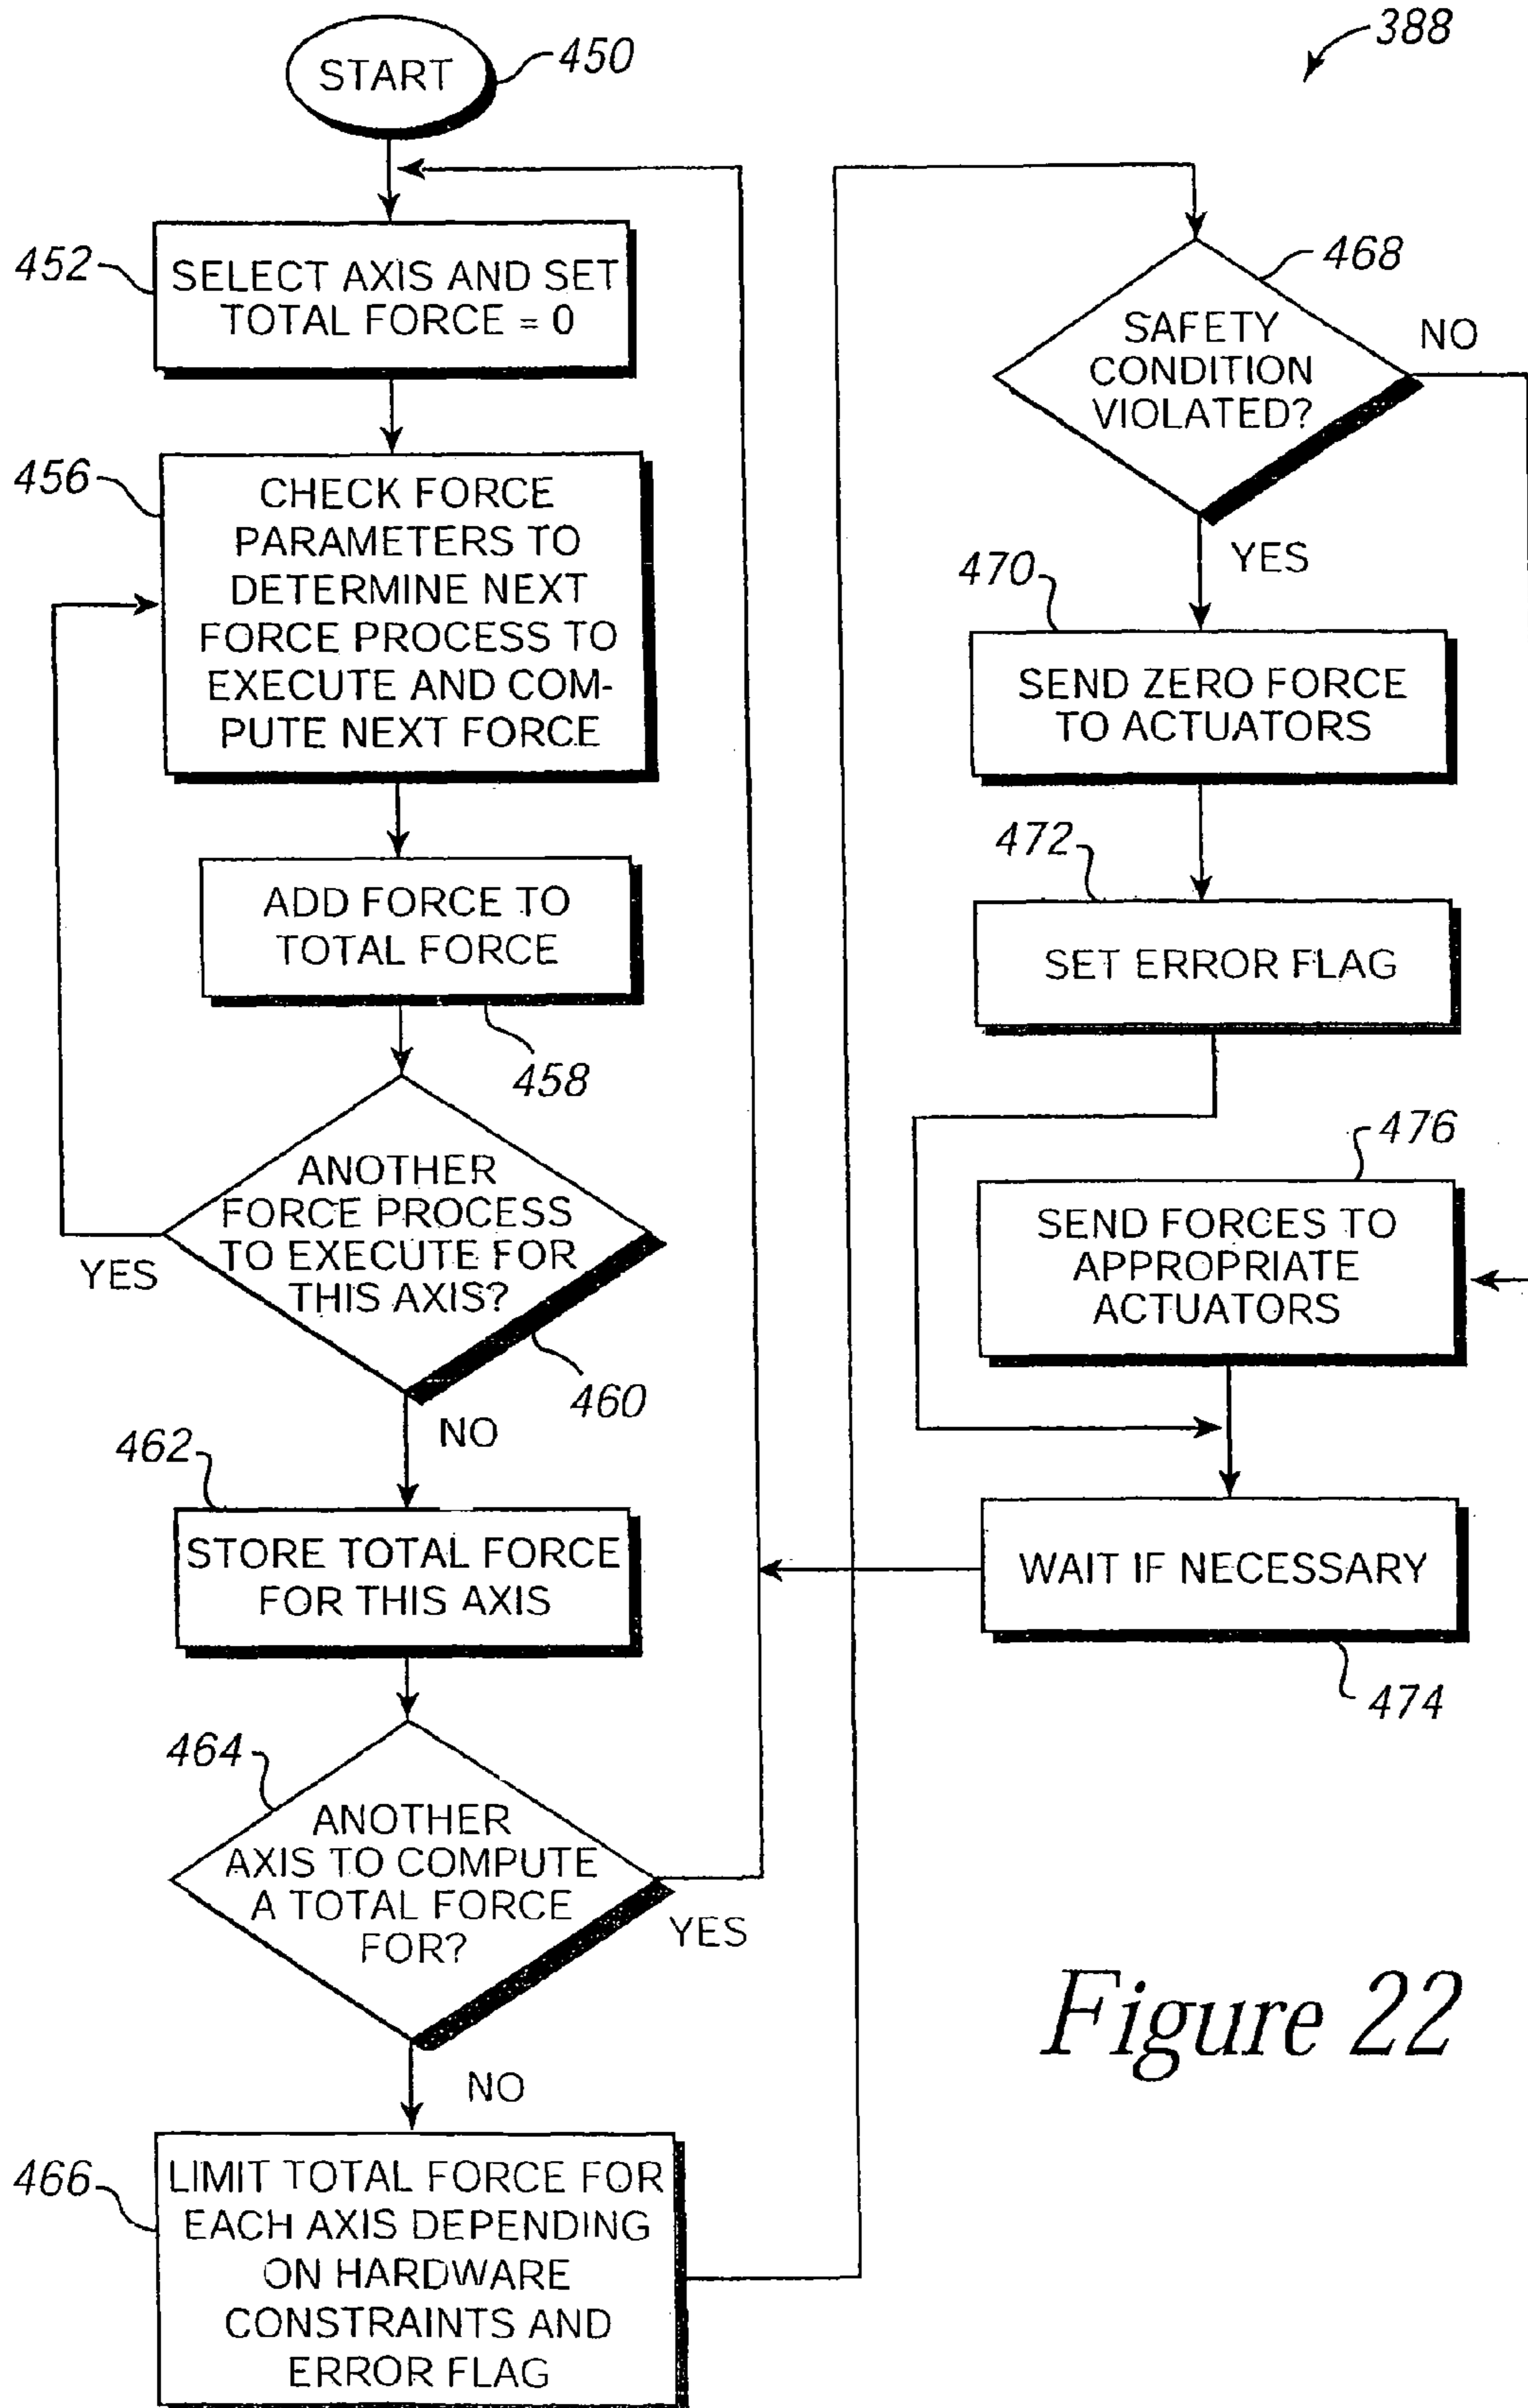 388
START
450
452
SELECT AXIS AND SET
TOTAL FORCE = 0
456
CHECK FORCE
PARAMETERS TO
DETERMINE NEXT
FORCE PROCESS TO
EXECUTE AND COM-
PUTE NEXT FORCE
ADD FORCE TO
TOTAL FORCE
458
ANOTHER
FORCE PROCESS
TO EXECUTE FOR
THIS AXIS?
YES
460
NO
462
STORE TOTAL FORCE
FOR THIS AXIS
464
ANOTHER
AXIS TO COMPUTE
A TOTAL FORCE
FOR?
YES
NO
466
LIMIT TOTAL FORCE FOR
EACH AXIS DEPENDING
ON HARDWARE
CONSTRAINTS AND
ERROR FLAG
468
SAFETY
CONDITION
VIOLATED?
NO
YES
470
SEND ZERO FORCE
TO ACTUATORS
472
SET ERROR FLAG
476
SEND FORCES TO
APPROPRIATE
ACTUATORS
WAIT IF NECESSARY
474
Figure 22